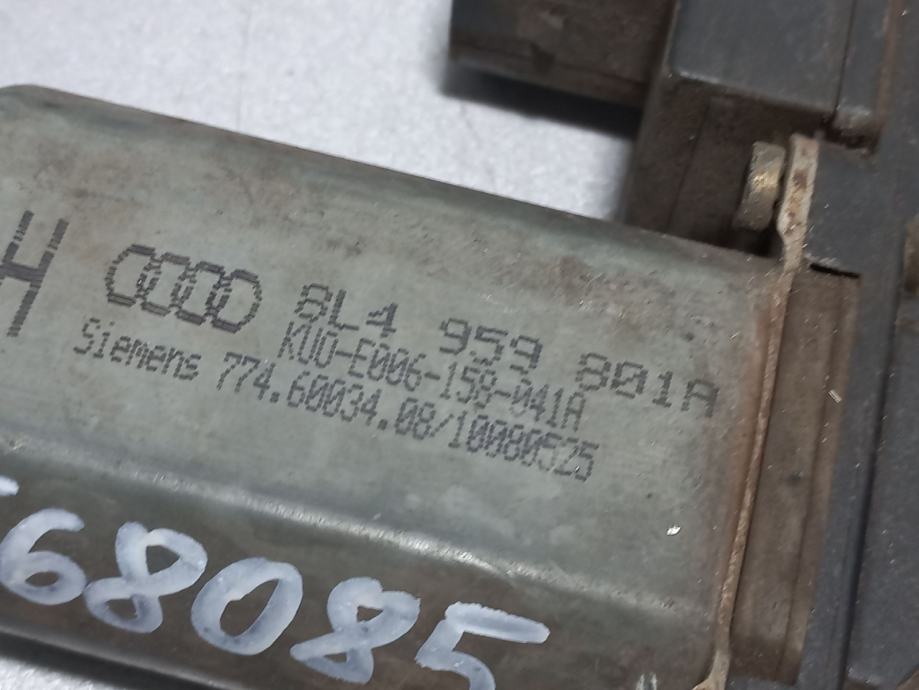 H
8L4 959 801A
KUO-E006-158-041A
Siemens 774.60034.08/10080525
68085